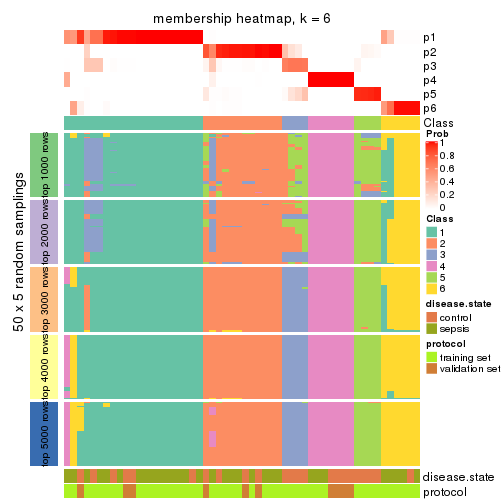 membership heatmap, k = 6
p1
p2
p3
p4
p5
p6
Class
50 x 5 random samplings
top 1000 rows
top 2000 rows
top 3000 rows
top 4000 rows
top 5000 rows
disease.state
protocol
Prob
1
0.8
0.6
0.4
0.2
0
Class
1
2
3
4
5
6
disease.state
control
sepsis
protocol
training set
validation set